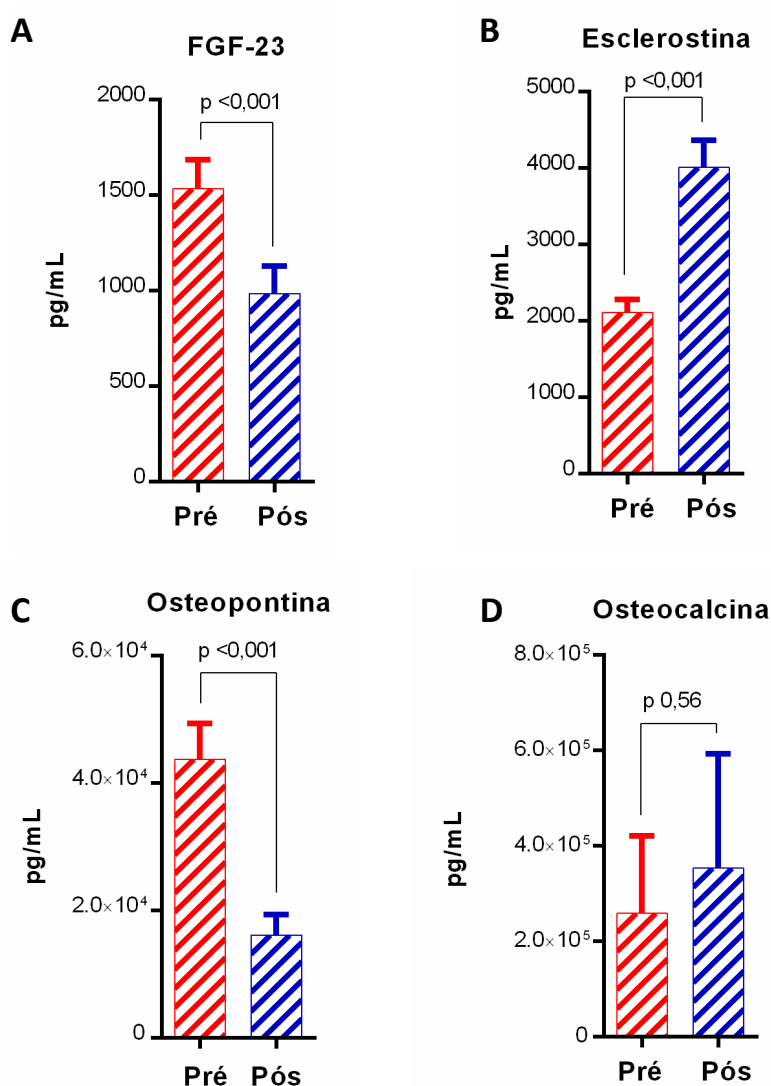 A
FGF-23
2000
1500
1000
500
0
pg/mL
p <0,001
Pré
Pós
B
Esclerostina
5000
4000
3000
2000
1000
0
pg/mL
p <0,001
Pré
Pós
C
Osteopontina
6.0×10⁴
4.0×10⁴
2.0×10⁴
0
pg/mL
p <0,001
Pré
Pós
D
Osteocalcina
8.0×10⁵
6.0×10⁵
4.0×10⁵
2.0×10⁵
0
pg/mL
p 0,56
Pré
Pós